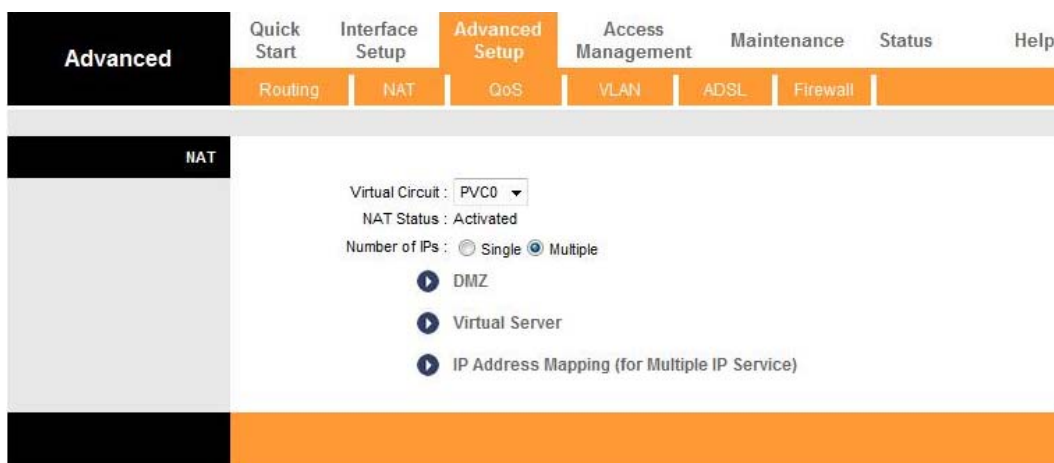 Advanced
Quick Start
Interface Setup
Advanced Setup
Access Management
Maintenance
Status
Help
Routing
NAT
QoS
VLAN
ADSL
Firewall
NAT
Virtual Circuit : PVC0
NAT Status : Activated
Number of IPs : Single Multiple
DMZ
Virtual Server
IP Address Mapping (for Multiple IP Service)